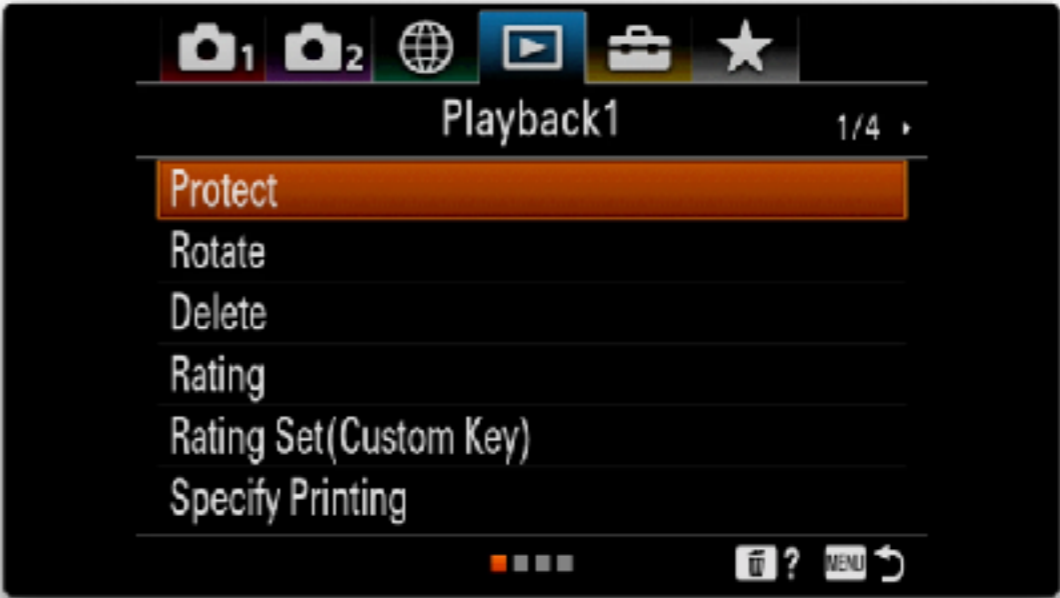 1 2
Playback1 1/4
Protect
Rotate
Delete
Rating
Rating Set(Custom Key)
Specify Printing
? MENU